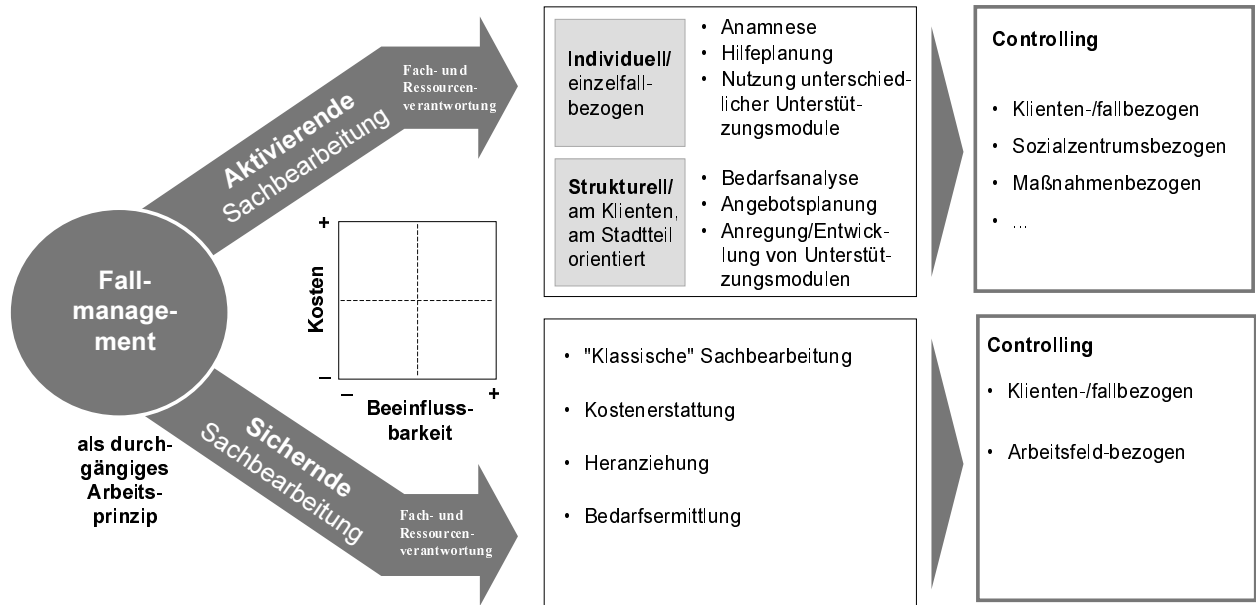 Fall-
manage-
ment
als durch-
gängiges
Arbeits-
prinzip
Aktivierende
Sachbearbeitung
Fach- und
Ressourcen-
verantwortung
Individuell/
einzelfall-
bezogen
• Anamnese
• Hilfeplanung
• Nutzung unterschied-
licher Unterstüt-
zungsmodule
Strukturell/
am Klienten,
am Stadtteil
orientiert
• Bedarfsanalyse
• Angebotsplanung
• Anregung/Entwick-
lung von Unterstüt-
zungsmodulen
Controlling
• Klienten-/fallbezogen
• Sozialzentrumsbezogen
• Maßnahmenbezogen
• ...
+
Kosten
–
– +
Beeinfluss-
barkeit
Sichernde
Sachbearbeitung
Fach- und
Ressourcen-
verantwortung
• "Klassische" Sachbearbeitung
• Kostenerstattung
• Heranziehung
• Bedarfsermittlung
Controlling
• Klienten-/fallbezogen
• Arbeitsfeld-bezogen